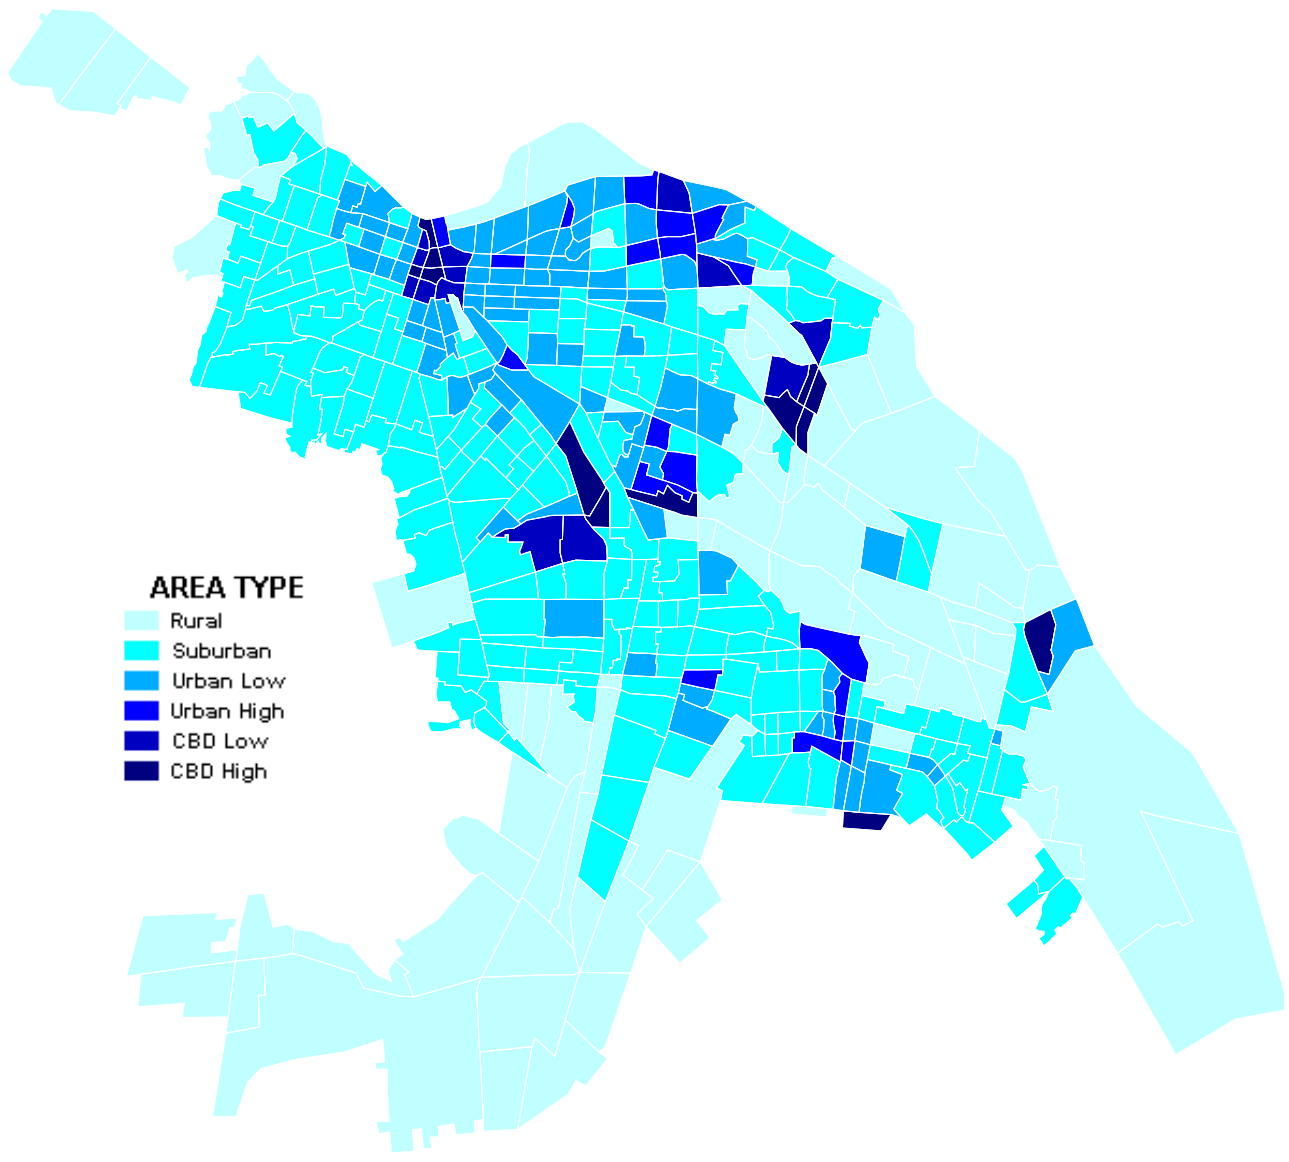 AREA TYPE
Rural
Suburban
Urban Low
Urban High
CBD Low
CBD High